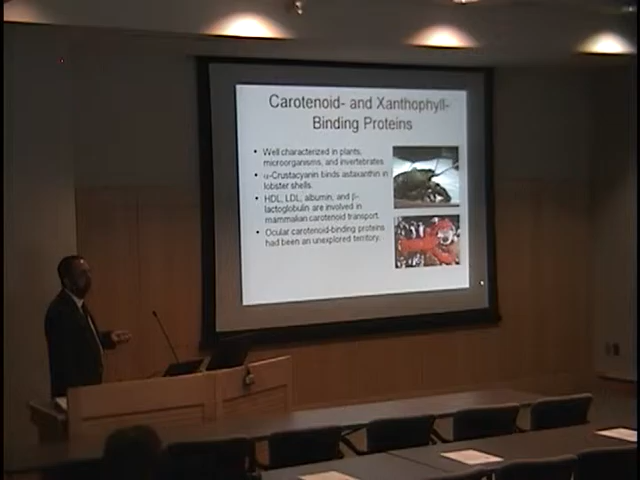 Carotenoid- and Xanthophyll-
Binding Proteins
• Well characterized in plants,
microorganisms, and invertebrates.
• α-Crustacyanin binds astaxanthin in
lobster shells.
• HDL, LDL, albumin, and β-
lactoglobulin are involved in
mammalian carotenoid transport.
• Ocular carotenoid-binding proteins
had been an unexplored territory.